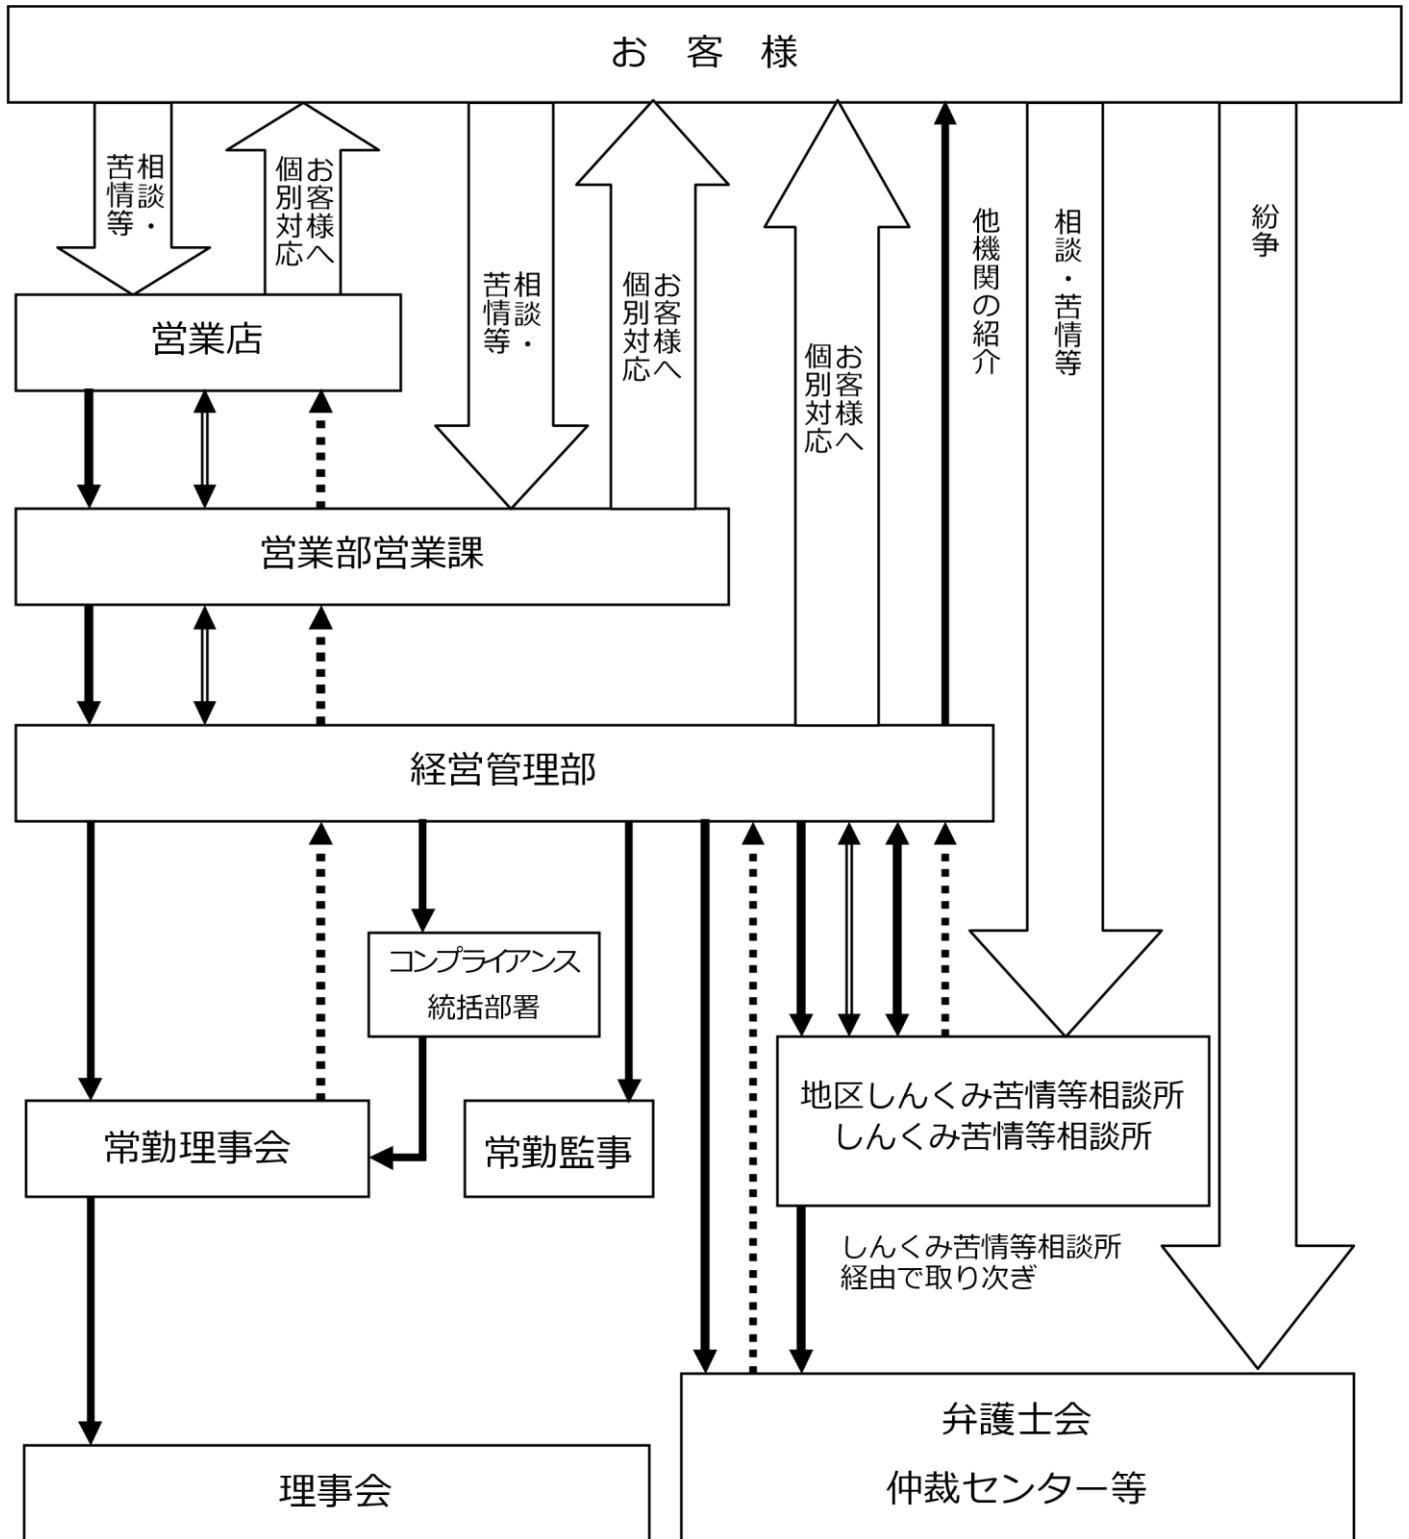 お　客　様
相談・
苦情等
お客様へ
個別対応
相談・
苦情等
お客様へ
個別対応
お客様へ
個別対応
他機関の紹介
相談・苦情等
紛争
営業店
営業部営業課
経営管理部
コンプライアンス
統括部署
常勤理事会
常勤監事
地区しんくみ苦情等相談所
しんくみ苦情等相談所
しんくみ苦情等相談所
経由で取り次ぎ
理事会
弁護士会
仲裁センター等